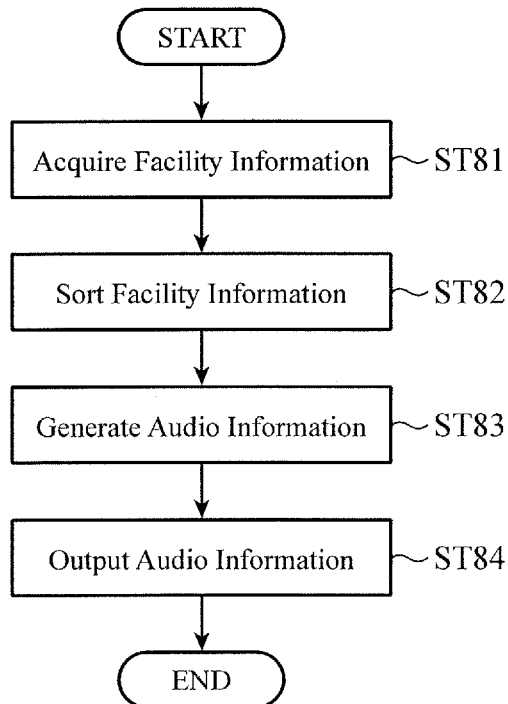 START
Acquire Facility Information ST81
Sort Facility Information ST82
Generate Audio Information ST83
Output Audio Information ST84
END